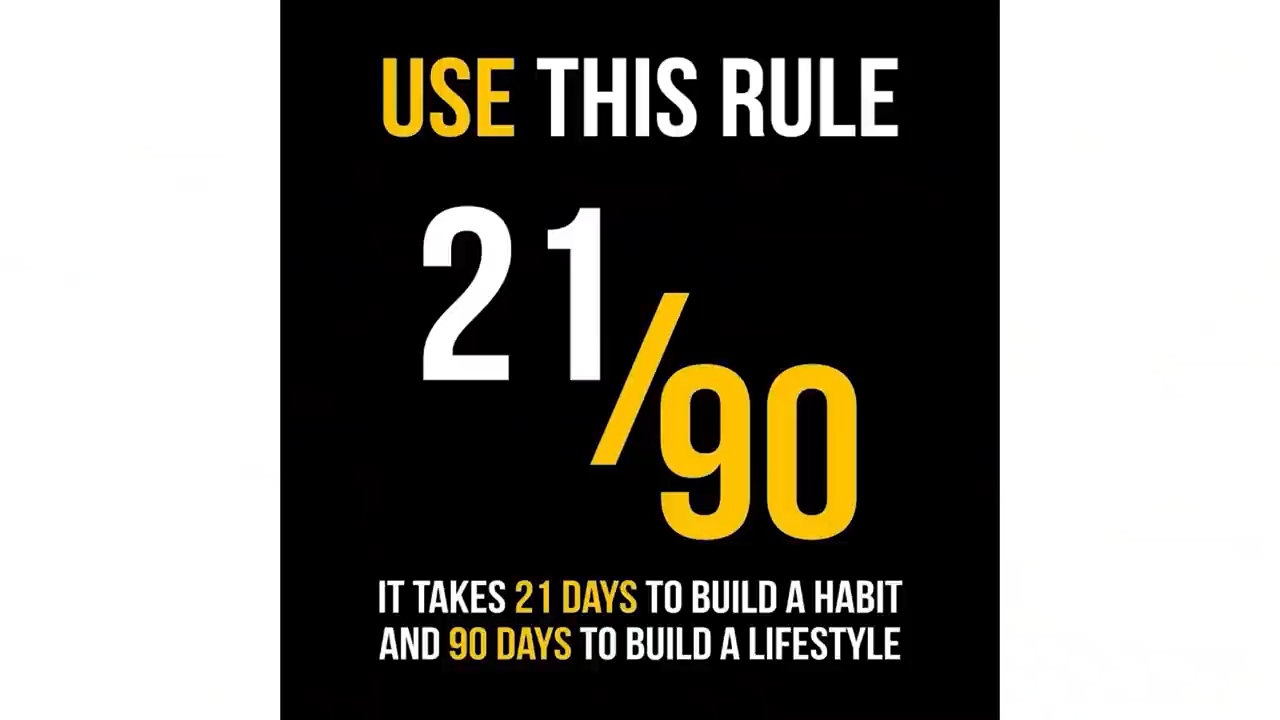 USE THIS RULE
21/90
IT TAKES 21 DAYS TO BUILD A HABIT
AND 90 DAYS TO BUILD A LIFESTYLE